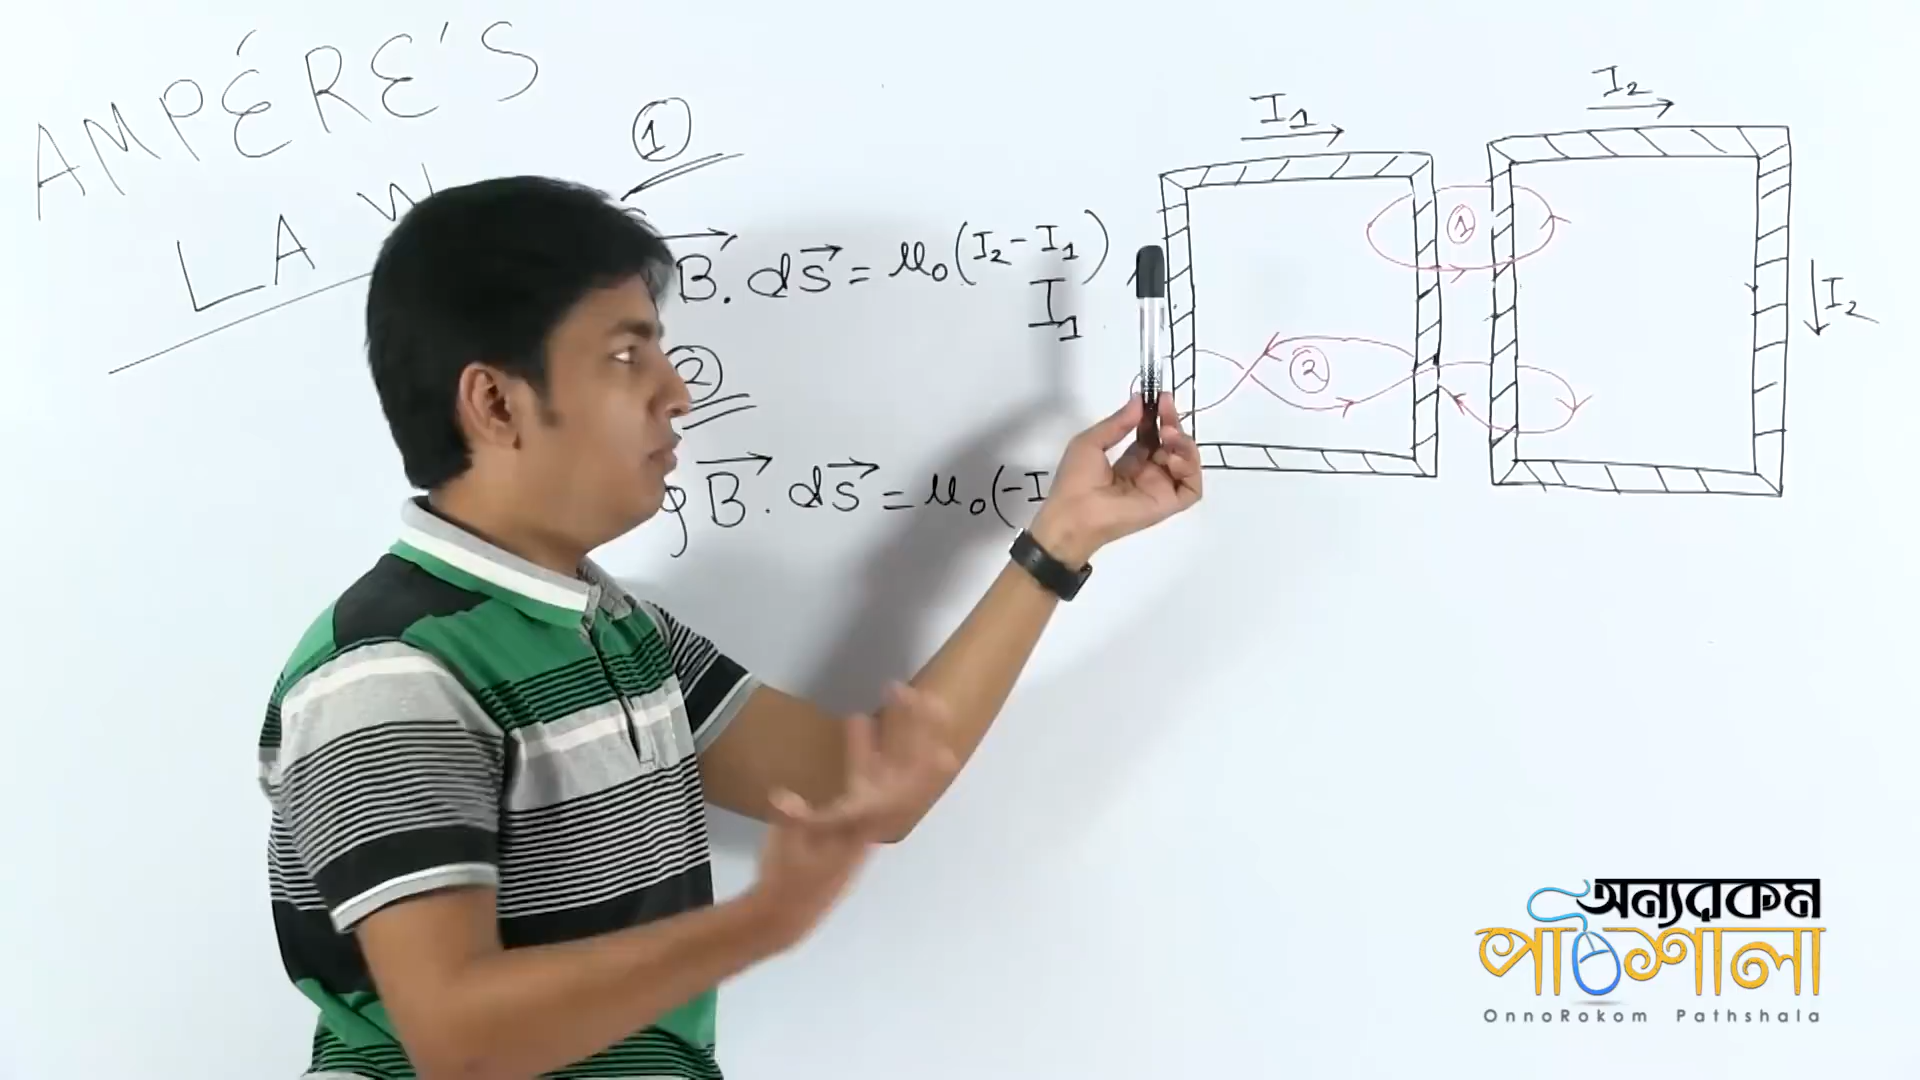 AMPÉRE'S
LAW
1
B⃗ . ds⃗ = μ₀(I₂ - I₁)
I₁
2
∮ B⃗ . ds⃗ = μ₀(-I
I₁
I₂
I₂
1
2
অন্যরকম
পাঠশালা
OnnoRokom Pathshala